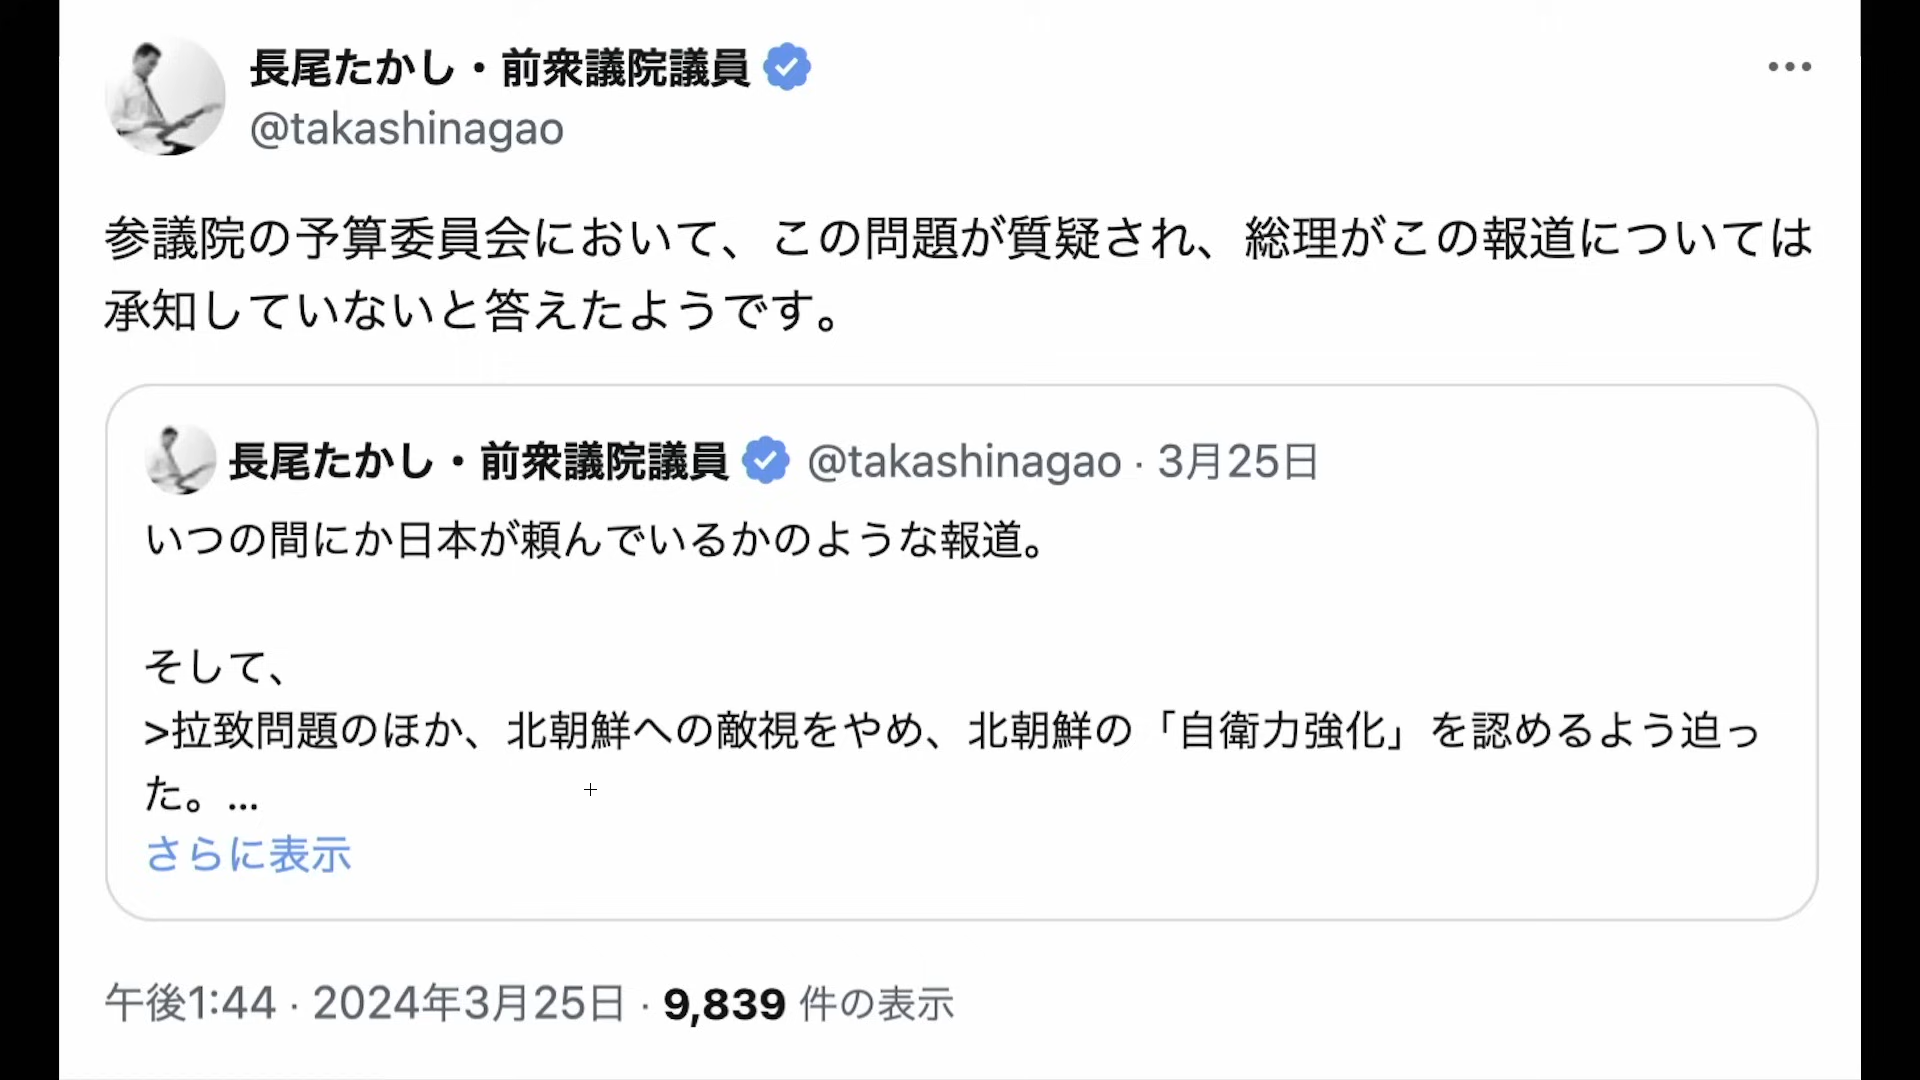 長尾たかし・前衆議院議員
@takashinagao
参議院の予算委員会において、この問題が質疑され、総理がこの報道については
承知していないと答えたようです。
長尾たかし・前衆議院議員 @takashinagao · 3月25日
いつの間にか日本が頼んでいるかのような報道。
そして、
>拉致問題のほか、北朝鮮への敵視をやめ、北朝鮮の「自衛力強化」を認めるよう迫っ
た。...
さらに表示
午後1:44 · 2024年3月25日 · 9,839 件の表示